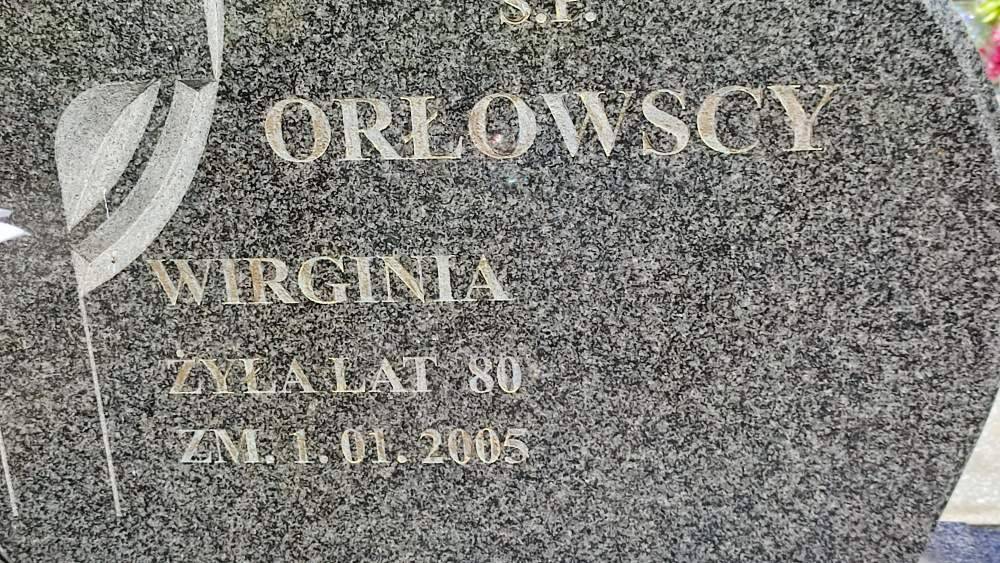 Ś.P.
ORŁOWSCY
WIRGINIA
ŻYŁA LAT 80
ZM. 1. 01. 2005